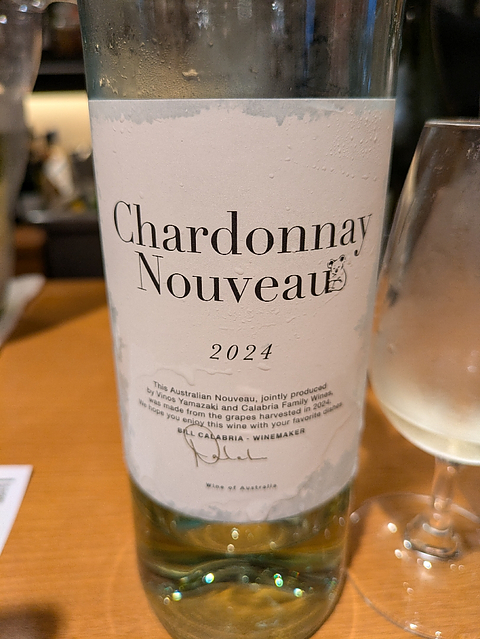 Chardonnay
Nouveau
2024
This Australian Nouveau, jointly produced
by Vinos Yamazaki and Calabria Family Wines,
was made from the grapes harvested in 2024.
We hope you enjoy this wine with your favorite dishes.
BILL CALABRIA - WINEMAKER
Wine of Australia